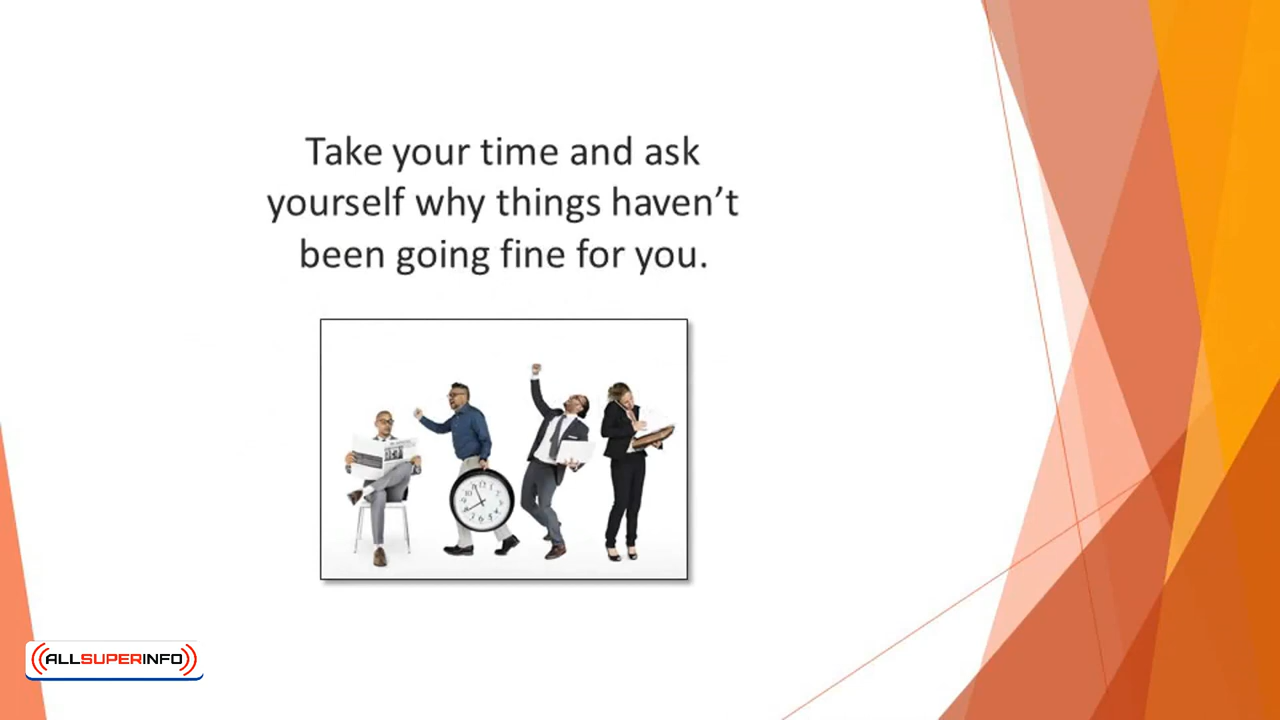 Take your time and ask
yourself why things haven’t
been going fine for you.
ALLSUPERINFO